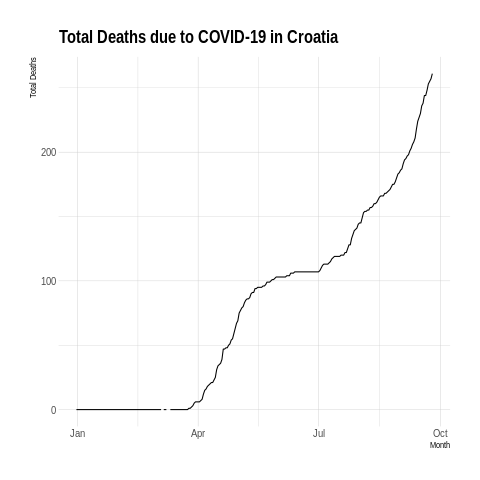 Total Deaths due to COVID-19 in Croatia
Total Deaths
200
100
0
Jan Apr Jul Oct
Month